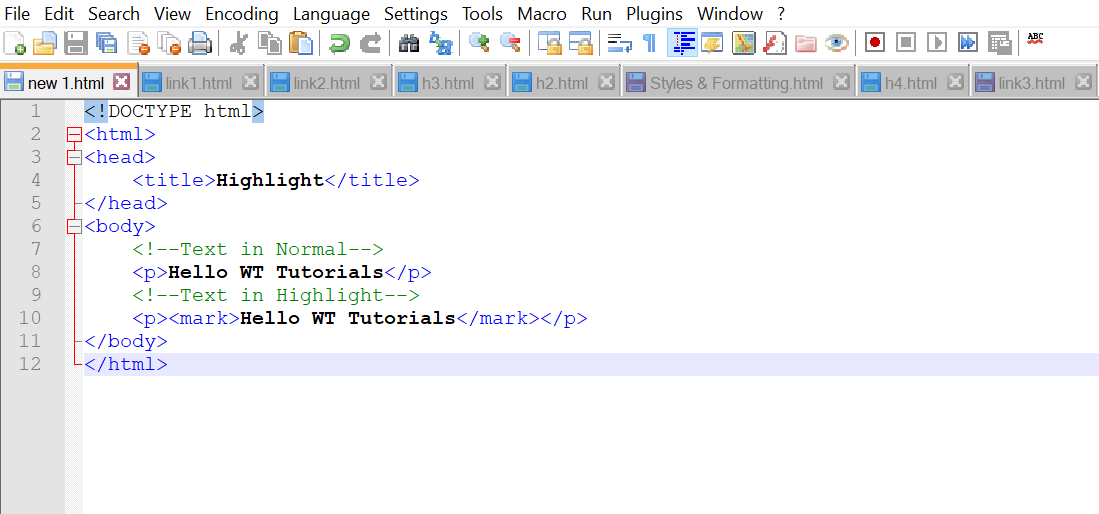 File Edit Search View Encoding Language Settings Tools Macro Run Plugins Window ?
ABC
new 1.html link1.html link2.html h3.html h2.html Styles & Formatting.html h4.html link3.html
1 <!DOCTYPE html>
2 <html>
3 <head>
4 <title>Highlight</title>
5 </head>
6 <body>
7 <!--Text in Normal-->
8 <p>Hello WT Tutorials</p>
9 <!--Text in Highlight-->
10 <p><mark>Hello WT Tutorials</mark></p>
11 </body>
12 </html>